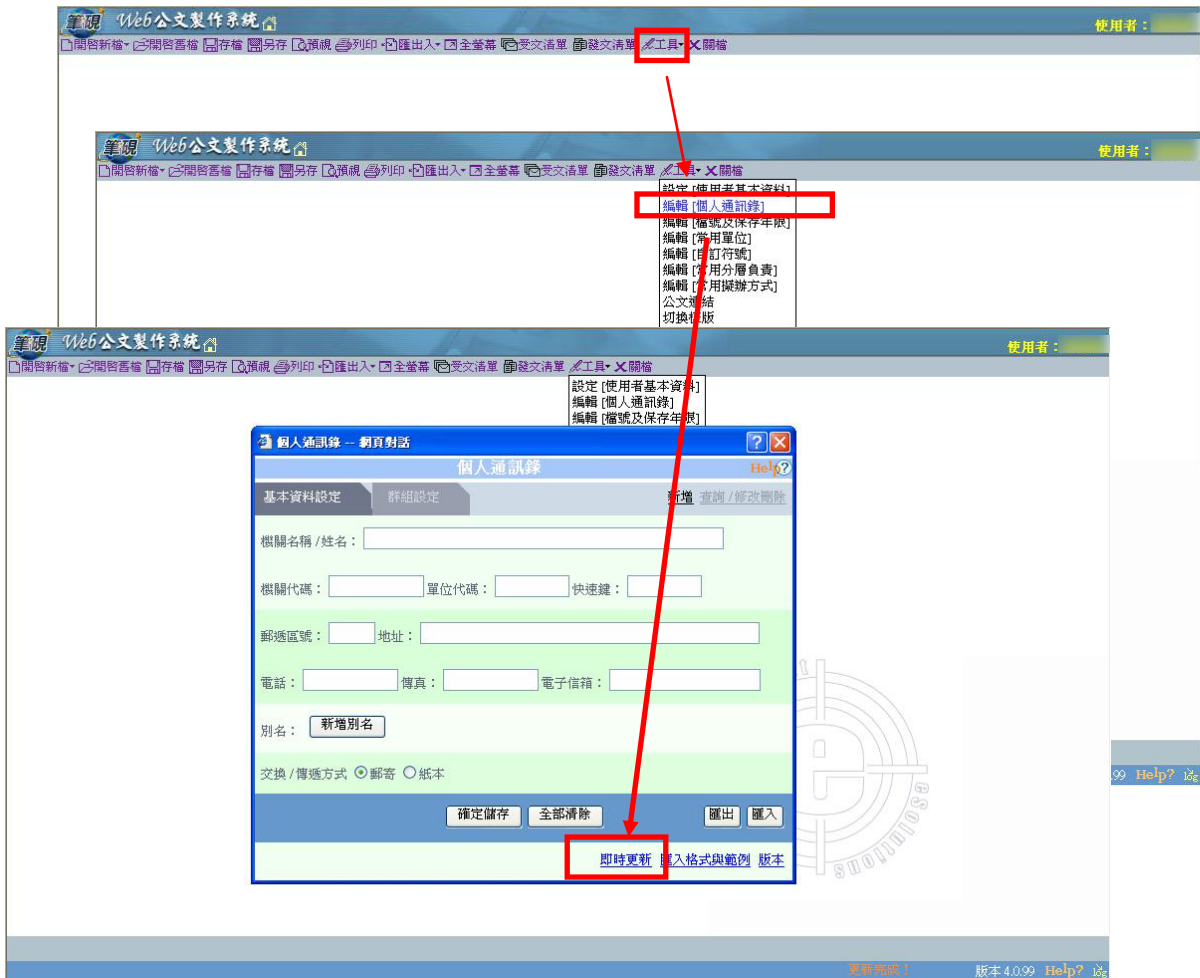 筆硯 Web公文製作系統
使用者：
開啓新檔 開啓舊檔 存檔 另存 預視 列印 匯出入 全螢幕 受文清單 發文清單 工具 關檔
筆硯 Web公文製作系統
使用者：
開啓新檔 開啓舊檔 存檔 另存 預視 列印 匯出入 全螢幕 受文清單 發文清單 工具 關檔
設定 [使用者基本資料]
編輯 [個人通訊錄]
編輯 [檔號及保存年限]
編輯 [常用單位]
編輯 [自訂符號]
編輯 [常用分層負責]
編輯 [常用擬辦方式]
公文連結
切換模版
筆硯 Web公文製作系統
使用者：
開啓新檔 開啓舊檔 存檔 另存 預視 列印 匯出入 全螢幕 受文清單 發文清單 工具 關檔
設定 [使用者基本資料]
編輯 [個人通訊錄]
編輯 [檔號及保存年限]
個人通訊錄 -- 網頁對話
個人通訊錄 Help?
基本資料設定 群組設定 新增 查詢/修改刪除
機關名稱/姓名：
機關代碼： 單位代碼： 快速鍵：
郵遞區號： 地址：
電話： 傳真： 電子信箱：
別名： 新增別名
交換/傳遞方式 郵寄 紙本
確定儲存 全部清除 匯出 匯入
即時更新 匯入格式與範例 版本
e
eSolutions
.99 Help? log
更新完成！ 版本 4.0.99 Help? log